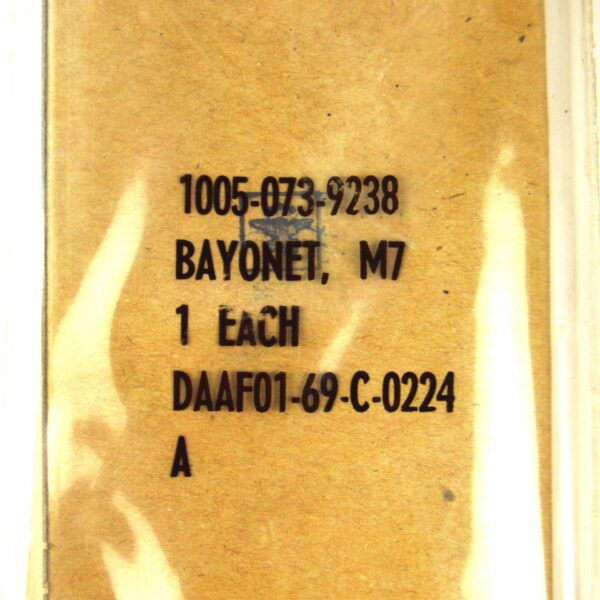 1005-073-9238
BAYONET, M7
1 EACH
DAAF01-69-C-0224
A